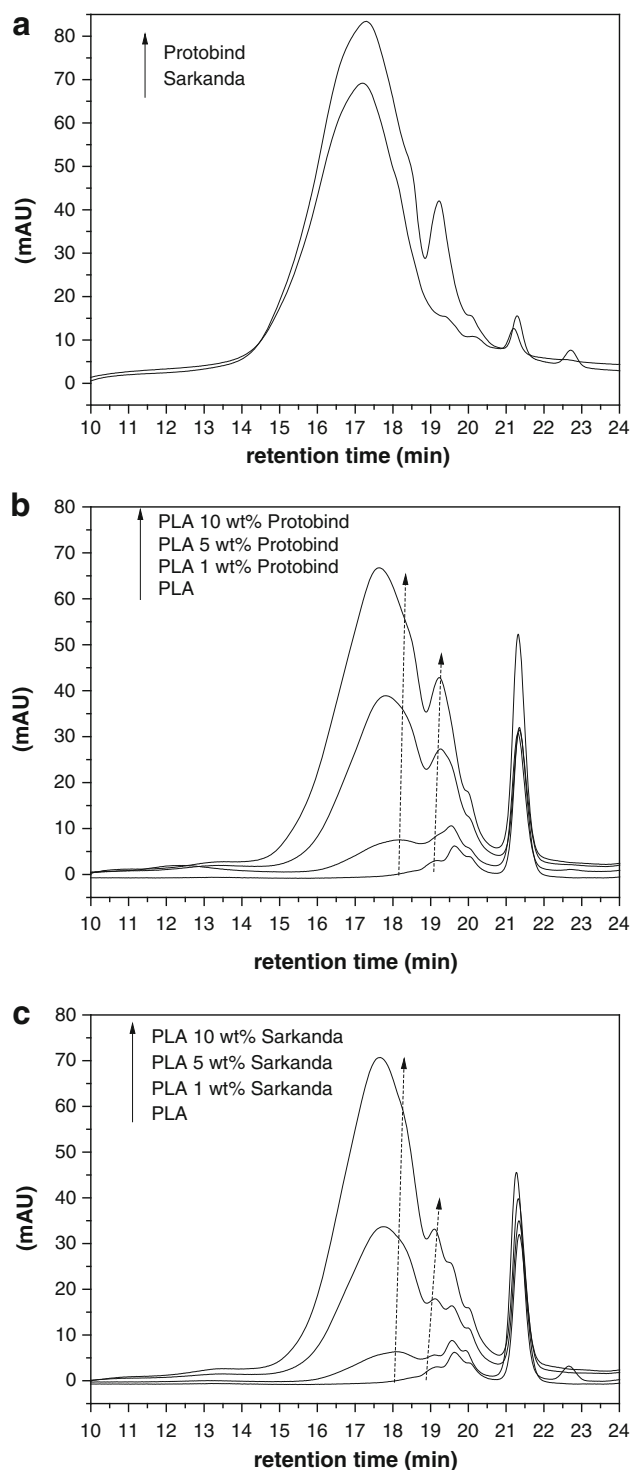 a
Protobind
Sarkanda
80
70
60
50
40
30
20
10
0
(mAU)
10 11 12 13 14 15 16 17 18 19 20 21 22 23 24
retention time (min)
b
PLA 10 wt% Protobind
PLA 5 wt% Protobind
PLA 1 wt% Protobind
PLA
80
70
60
50
40
30
20
10
0
(mAU)
10 11 12 13 14 15 16 17 18 19 20 21 22 23 24
retention time (min)
c
PLA 10 wt% Sarkanda
PLA 5 wt% Sarkanda
PLA 1 wt% Sarkanda
PLA
80
70
60
50
40
30
20
10
0
(mAU)
10 11 12 13 14 15 16 17 18 19 20 21 22 23 24
retention time (min)